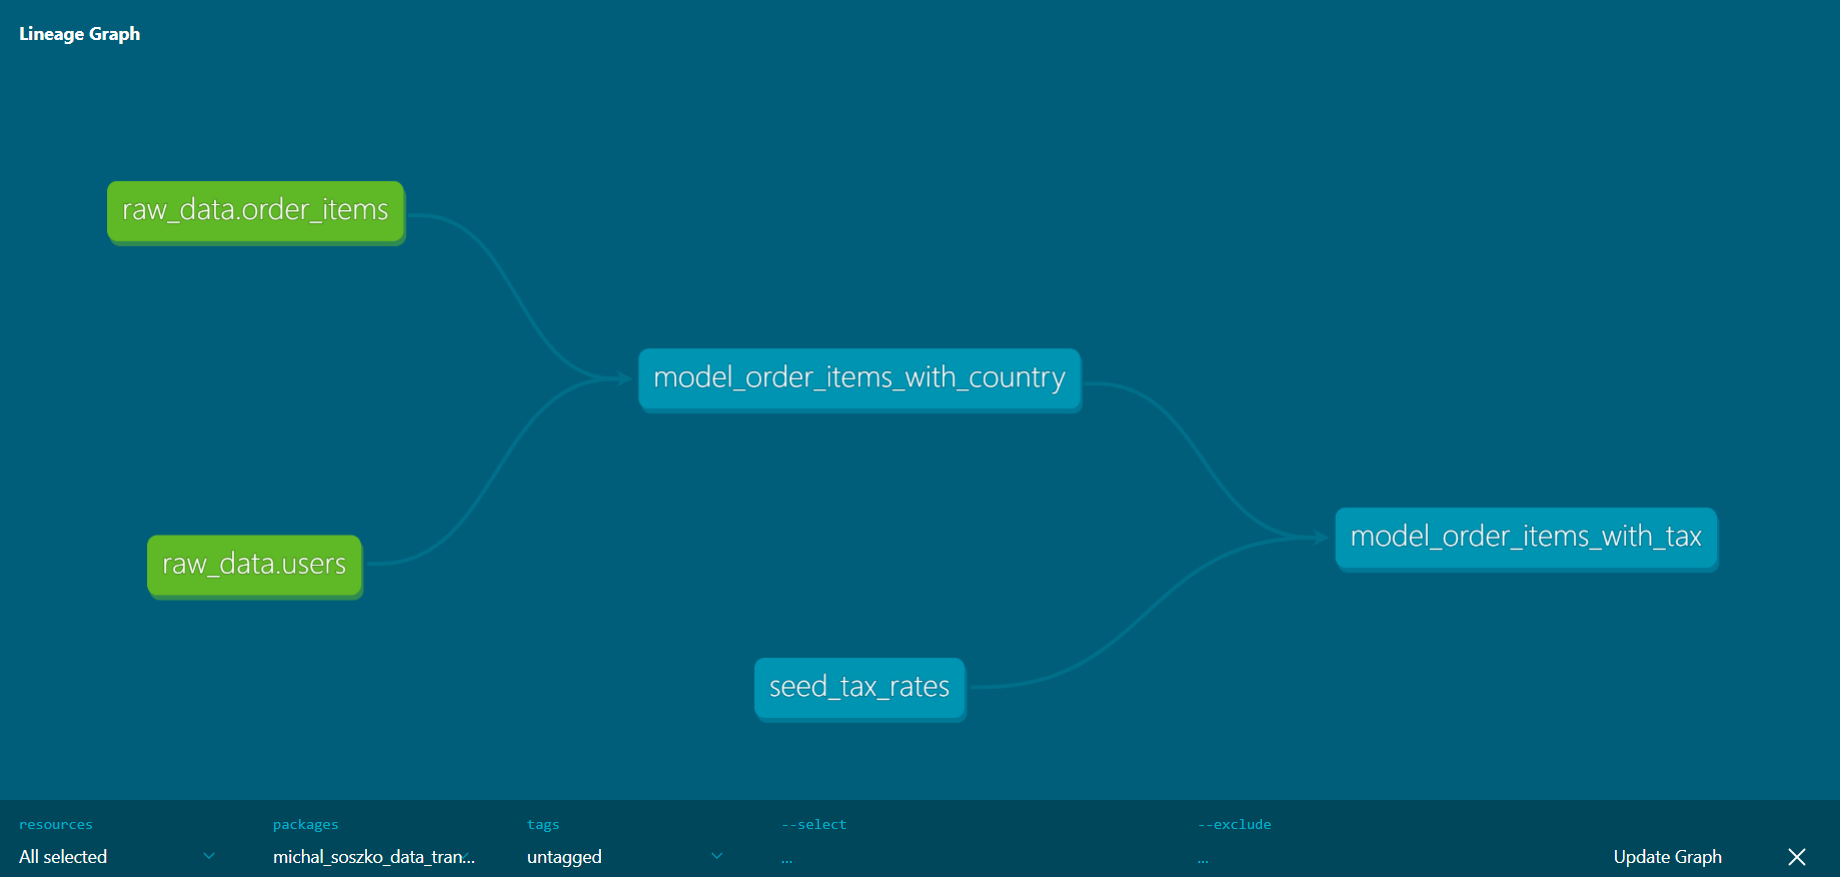 Lineage Graph
raw_data.order_items
model_order_items_with_country
model_order_items_with_tax
raw_data.users
seed_tax_rates
resources
All selected
packages
michal_soszko_data_tran...
tags
untagged
--select
...
--exclude
...
Update Graph